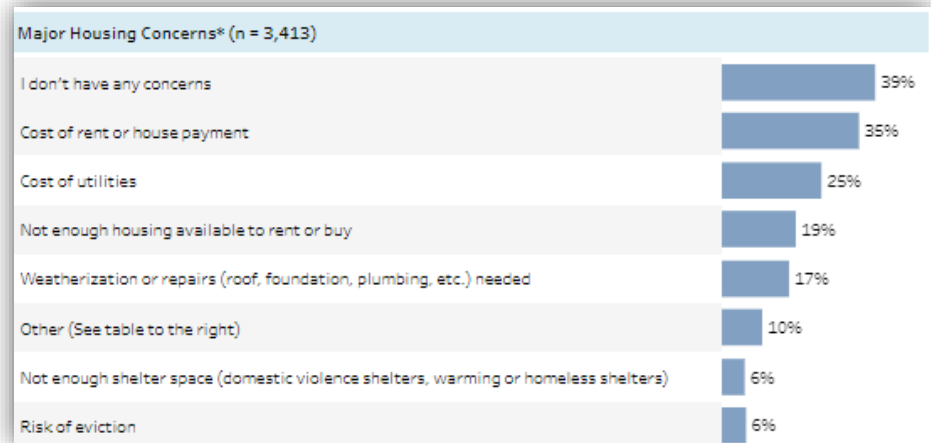 Major Housing Concerns* (n = 3,413)
I don't have any concerns 39%
Cost of rent or house payment 35%
Cost of utilities 25%
Not enough housing available to rent or buy 19%
Weatherization or repairs (roof, foundation, plumbing, etc.) needed 17%
Other (See table to the right) 10%
Not enough shelter space (domestic violence shelters, warming or homeless shelters) 6%
Risk of eviction 6%